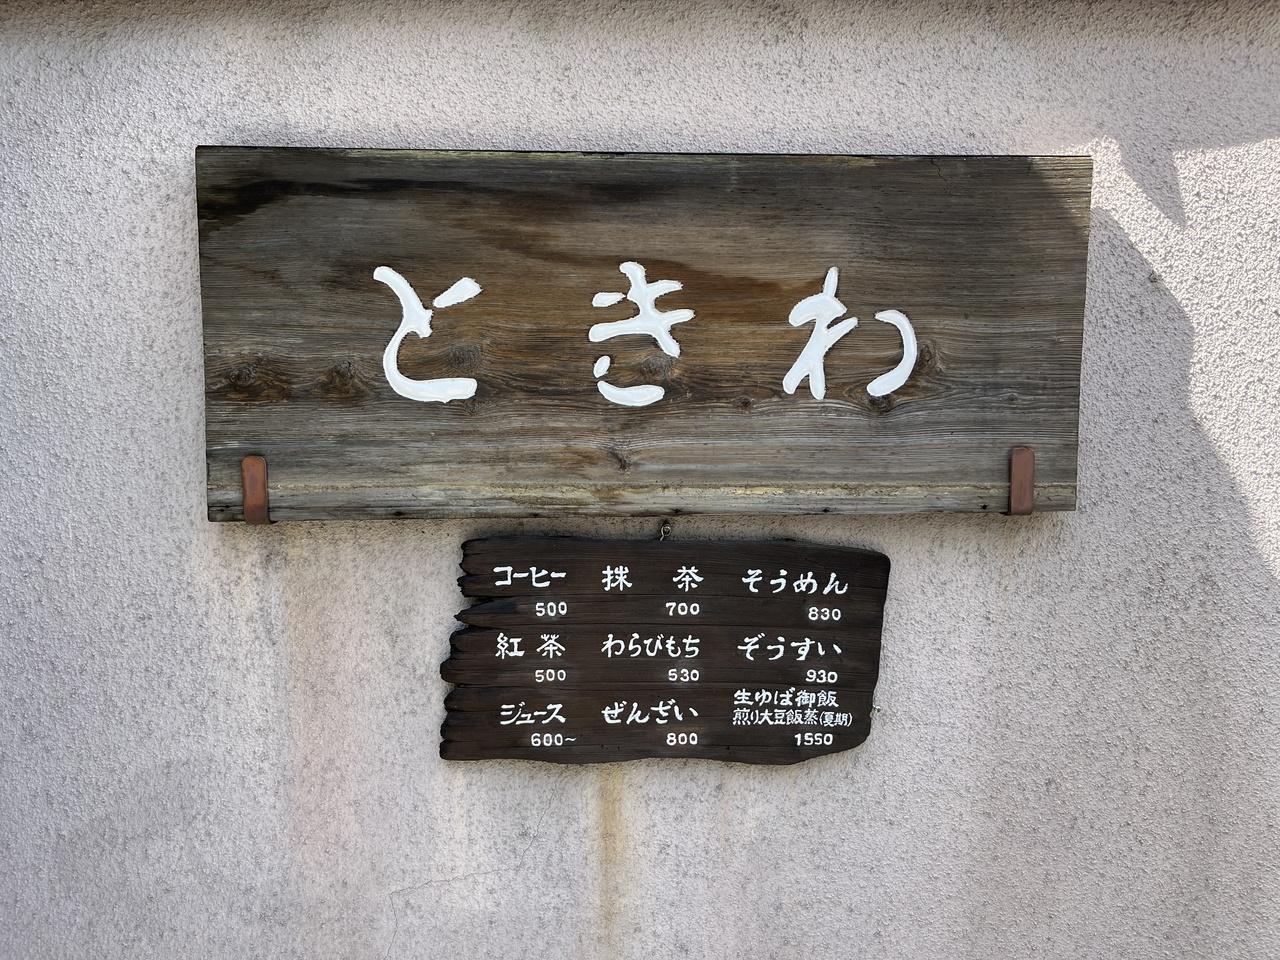 ときわ
コーヒー 抹茶 そうめん
500 700 830
紅茶 わらびもち ぞうすい
500 530 930
ジュース ぜんざい 生ゆば御飯
煎り大豆飯蒸(夏期)
600~ 800 1550